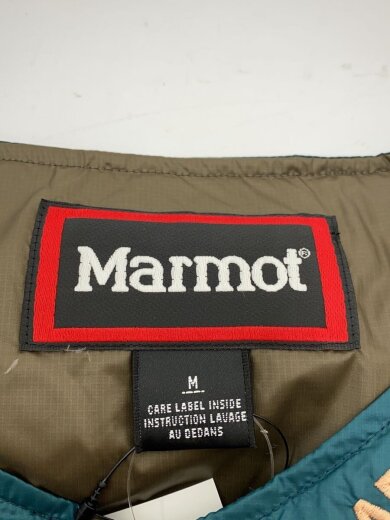 Marmot®
M
CARE LABEL INSIDE
INSTRUCTION LAVAGE
AU DEDANS